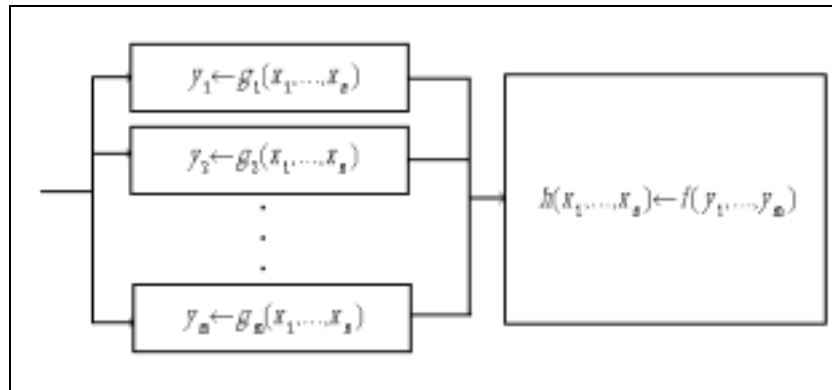 y₁←g₁(x₁,...,xₙ)
y₂←g₂(x₁,...,xₙ)
.
.
.
yₘ←gₘ(x₁,...,xₙ)
h(x₁,...,xₙ)←f(y₁,...,yₘ)